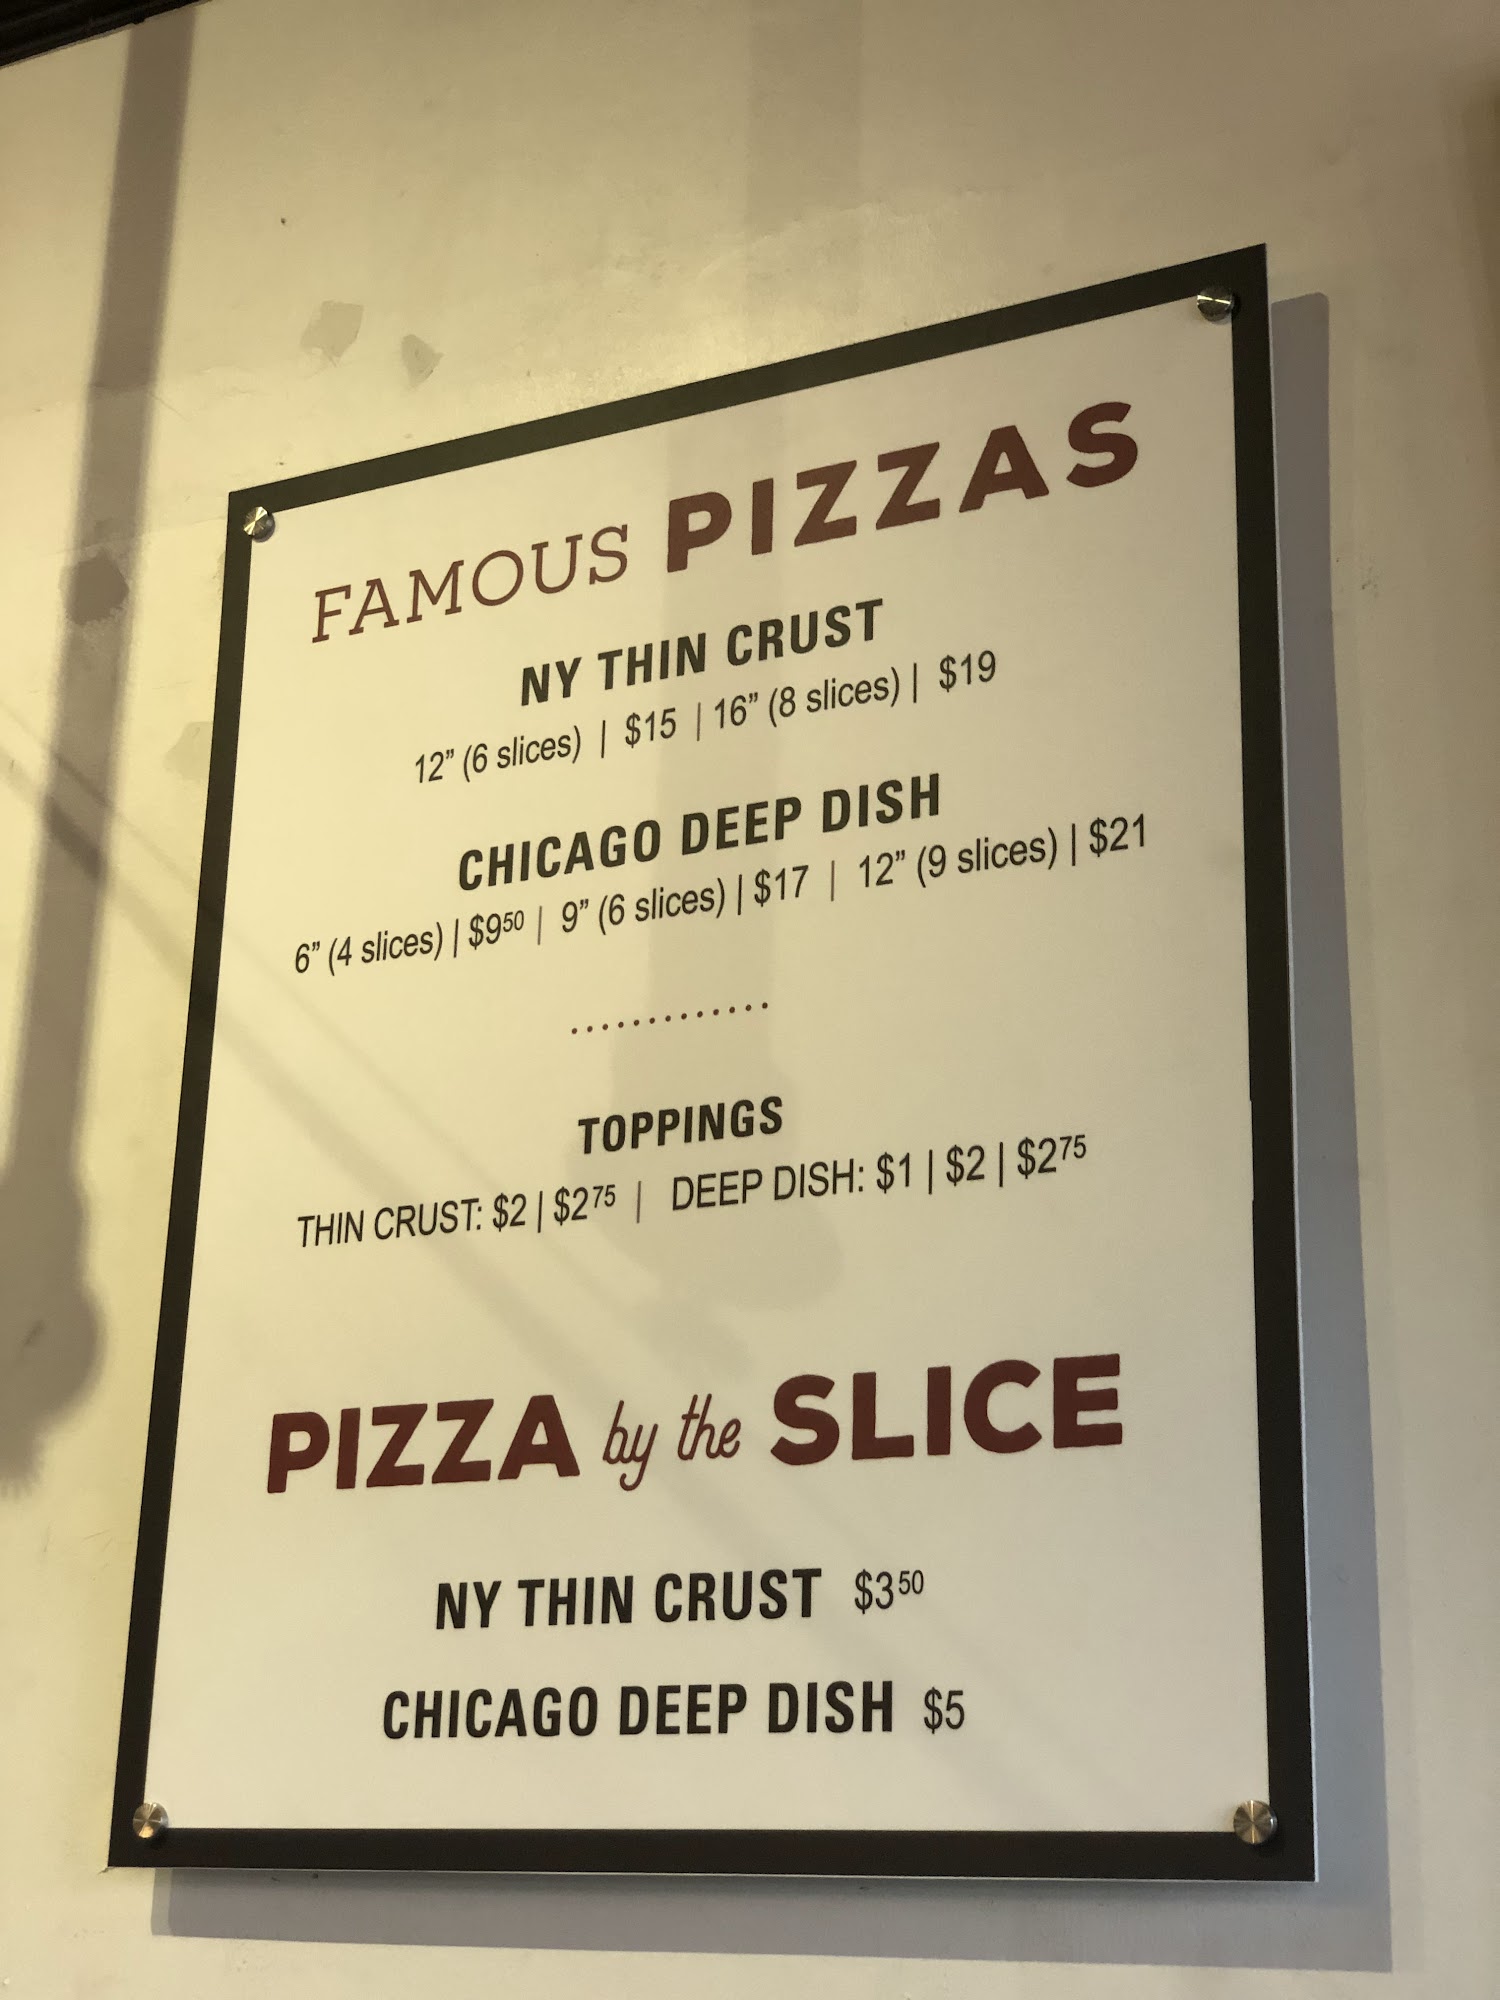 FAMOUS PIZZAS
NY THIN CRUST
12” (6 slices) | $15 | 16” (8 slices) | $19
CHICAGO DEEP DISH
6” (4 slices) | $9⁵⁰ | 9” (6 slices) | $17 | 12” (9 slices) | $21
.............
TOPPINGS
THIN CRUST: $2 | $2⁷⁵ | DEEP DISH: $1 | $2 | $2⁷⁵
PIZZA by the SLICE
NY THIN CRUST $3⁵⁰
CHICAGO DEEP DISH $5